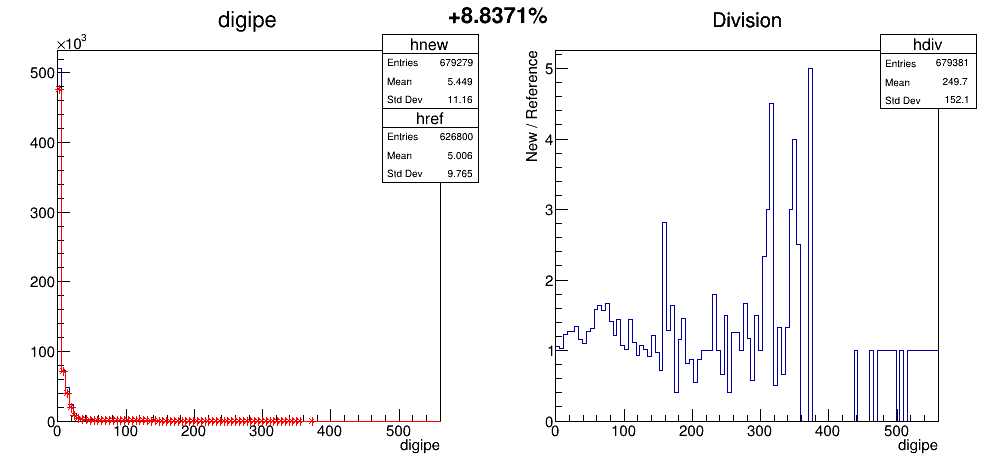 digipe
+8.8371%
Division
×10³
hnew
Entries 679279
Mean 5.449
Std Dev 11.16
href
Entries 626800
Mean 5.006
Std Dev 9.765
500
400
300
200
100
0
0 100 200 300 400 500
digipe
hdiv
Entries 679381
Mean 249.7
Std Dev 152.1
New / Reference
5
4
3
2
1
0
0 100 200 300 400 500
digipe